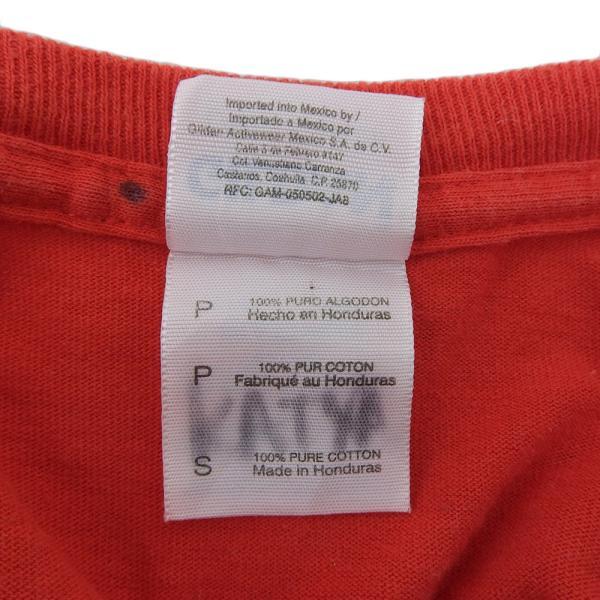 Imported into Mexico by /
Importado a Mexico por
Gildan Activewear Mexico S.A. de C.V.
Calle 5 de Febrero #147
Col. Venustiano Carranza
Castanos, Coahuila C.P. 25870
RFC: GAM-050502-JA8
P 100% PURO ALGODON
Hecho en Honduras
P 100% PUR COTON
Fabriqué au Honduras
S 100% PURE COTTON
Made in Honduras